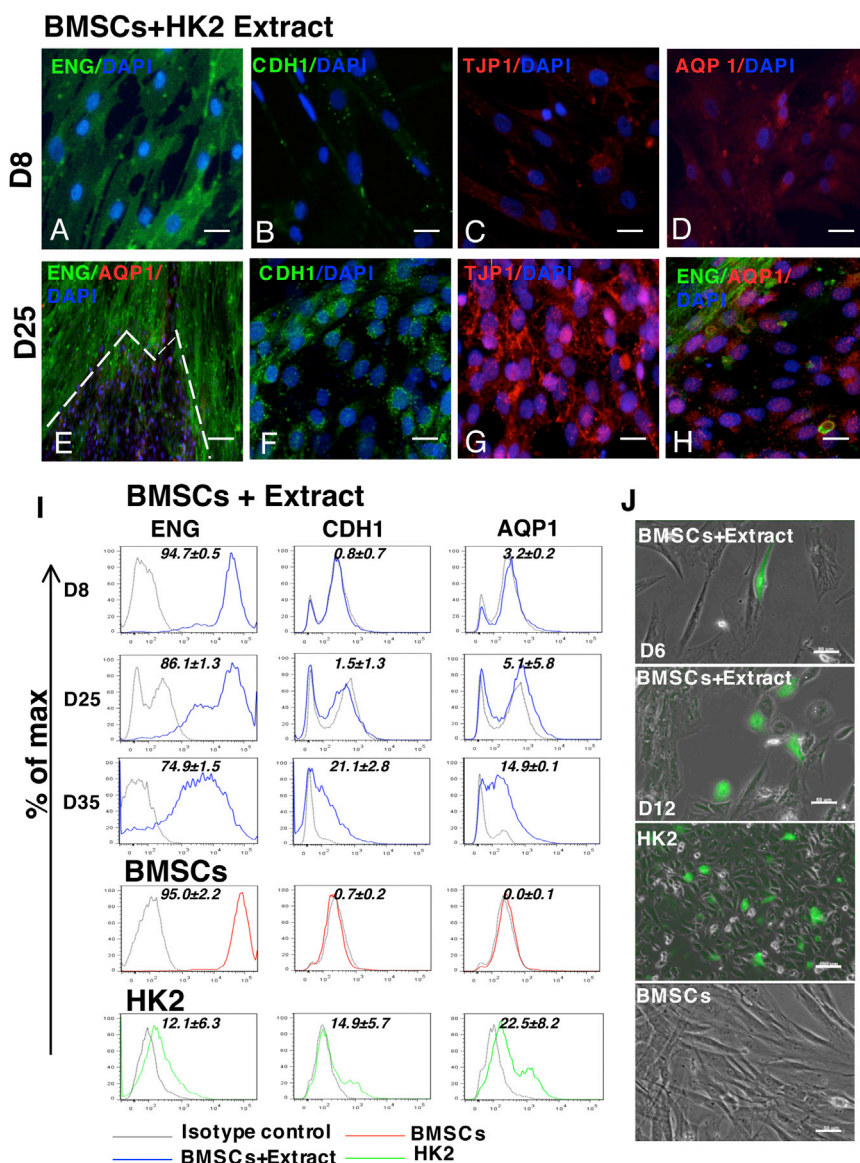 BMSCs+HK2 Extract
D8
ENG/DAPI
A
CDH1/DAPI
B
TJP1/DAPI
C
AQP 1/DAPI
D
D25
ENG/AQP1/
DAPI
E
CDH1/DAPI
F
TJP1/DAPI
G
ENG/AQP1/
DAPI
H
I
BMSCs + Extract
ENG CDH1 AQP1
% of max
D8
94.7±0.5 0.8±0.7 3.2±0.2
D25
86.1±1.3 1.5±1.3 5.1±5.8
D35
74.9±1.5 21.1±2.8 14.9±0.1
BMSCs
95.0±2.2 0.7±0.2 0.0±0.1
HK2
12.1±6.3 14.9±5.7 22.5±8.2
Isotype control BMSCs
BMSCs+Extract HK2
J
BMSCs+Extract
D6
BMSCs+Extract
D12
HK2
BMSCs